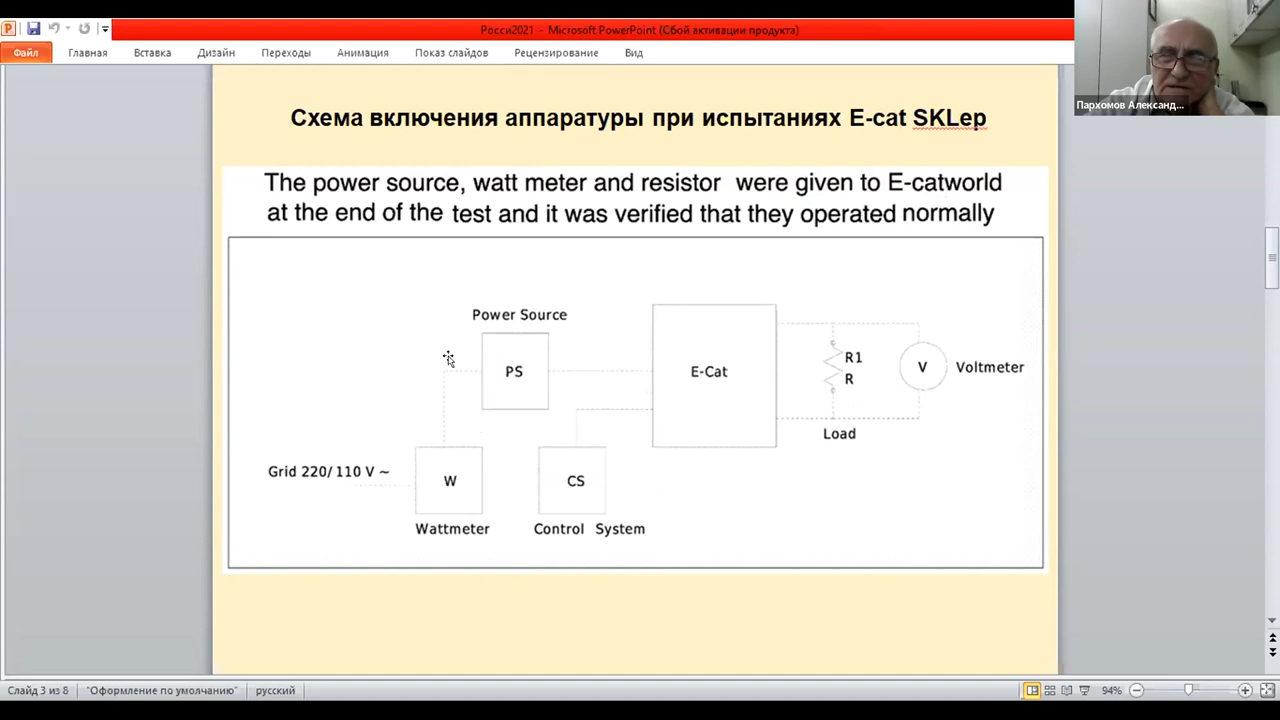 Росси2021 - Microsoft PowerPoint (Сбой активации продукта)
Файл Главная Вставка Дизайн Переходы Анимация Показ слайдов Рецензирование Вид
Пархомов Александ...
Схема включения аппаратуры при испытаниях E-cat SKLep
The power source, watt meter and resistor were given to E-catworld
at the end of the test and it was verified that they operated normally
Power Source
PS
E-Cat
R1
R
V
Voltmeter
Load
Grid 220/ 110 V ~
W
CS
Wattmeter
Control System
Слайд 3 из 8 "Оформление по умолчанию" русский 94%